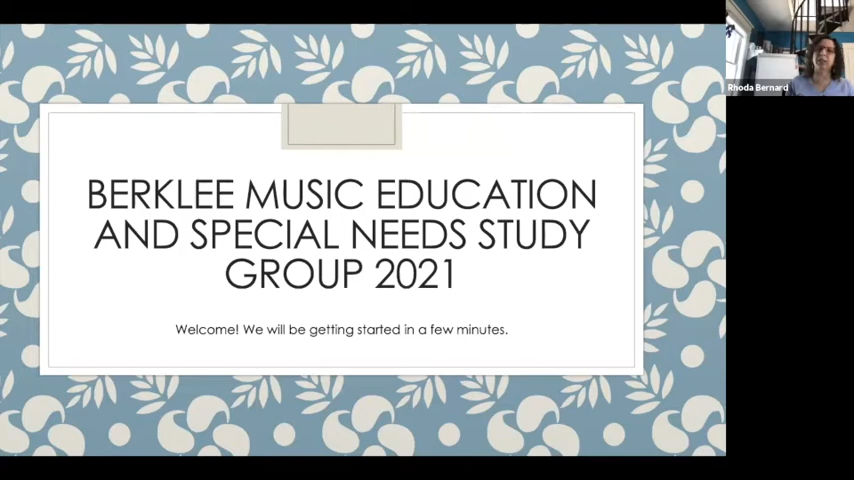 BERKLEE MUSIC EDUCATION
AND SPECIAL NEEDS STUDY
GROUP 2021
Welcome! We will be getting started in a few minutes.
Rhoda Bernard